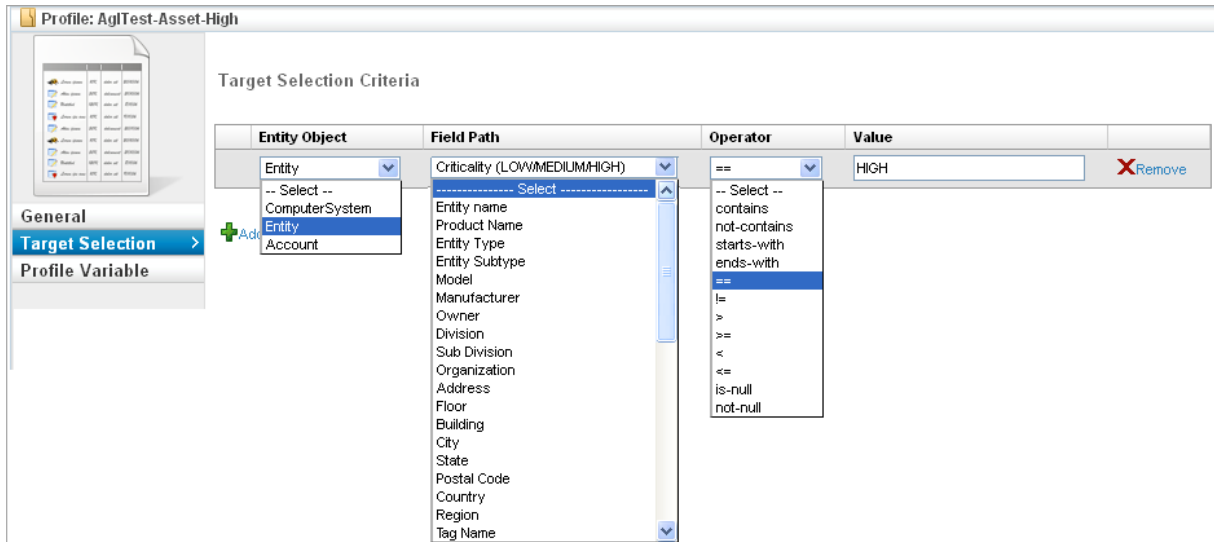 Profile: AglTest-Asset-High
Target Selection Criteria
Entity Object Field Path Operator Value
Entity Criticality (LOW/MEDIUM/HIGH) == HIGH Remove
-- Select --
ComputerSystem
Entity
Account
Add
--------------- Select ----------------
Entity name
Product Name
Entity Type
Entity Subtype
Model
Manufacturer
Owner
Division
Sub Division
Organization
Address
Floor
Building
City
State
Postal Code
Country
Region
Tag Name
-- Select --
contains
not-contains
starts-with
ends-with
==
!=
>
>=
<
<=
is-null
not-null
General
Target Selection >
Profile Variable